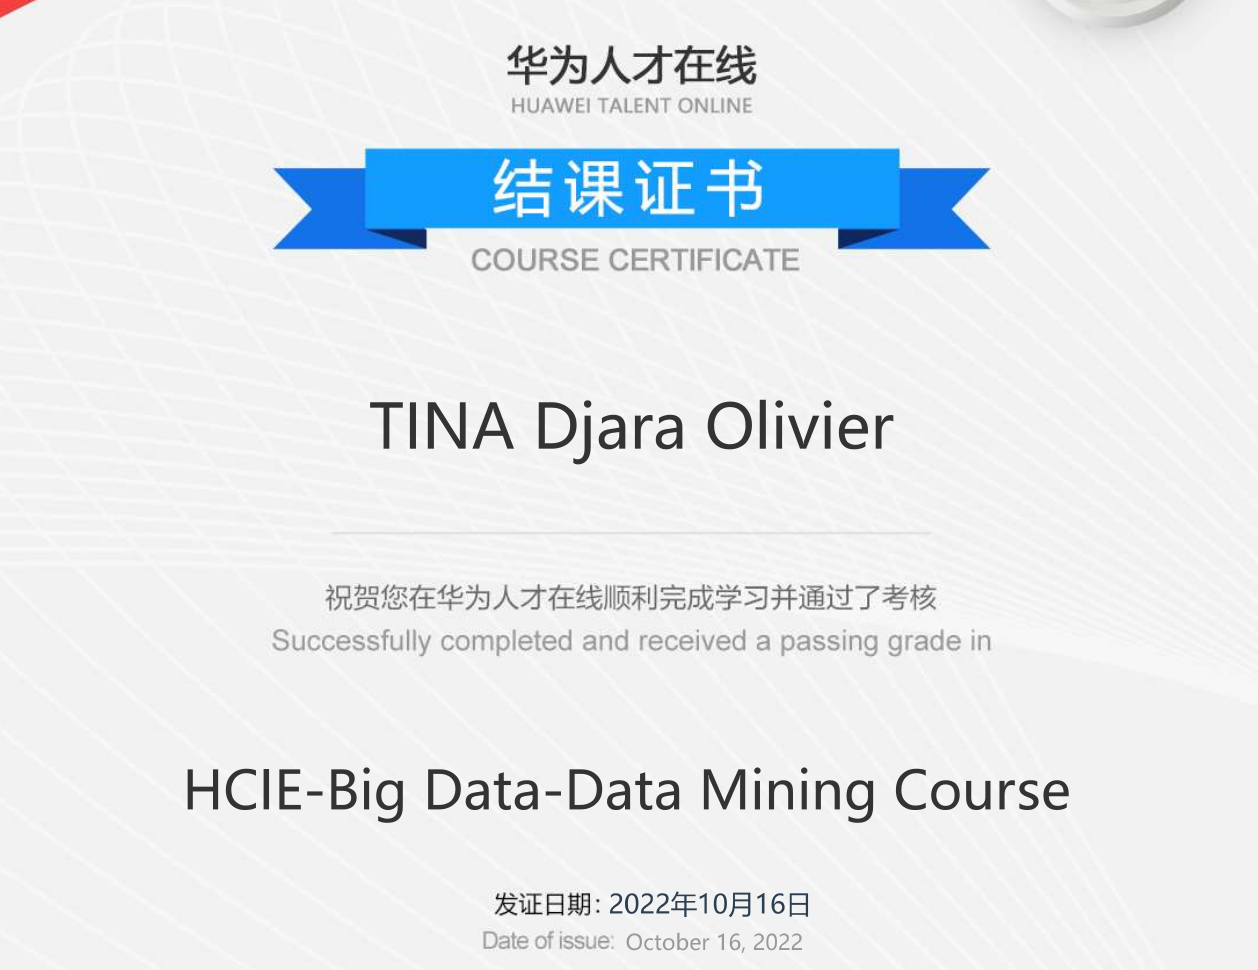 华为人才在线
HUAWEI TALENT ONLINE
结课证书
COURSE CERTIFICATE
TINA Djara Olivier
祝贺您在华为人才在线顺利完成学习并通过了考核
Successfully completed and received a passing grade in
HCIE-Big Data-Data Mining Course
发证日期: 2022年10月16日
Date of issue: October 16, 2022